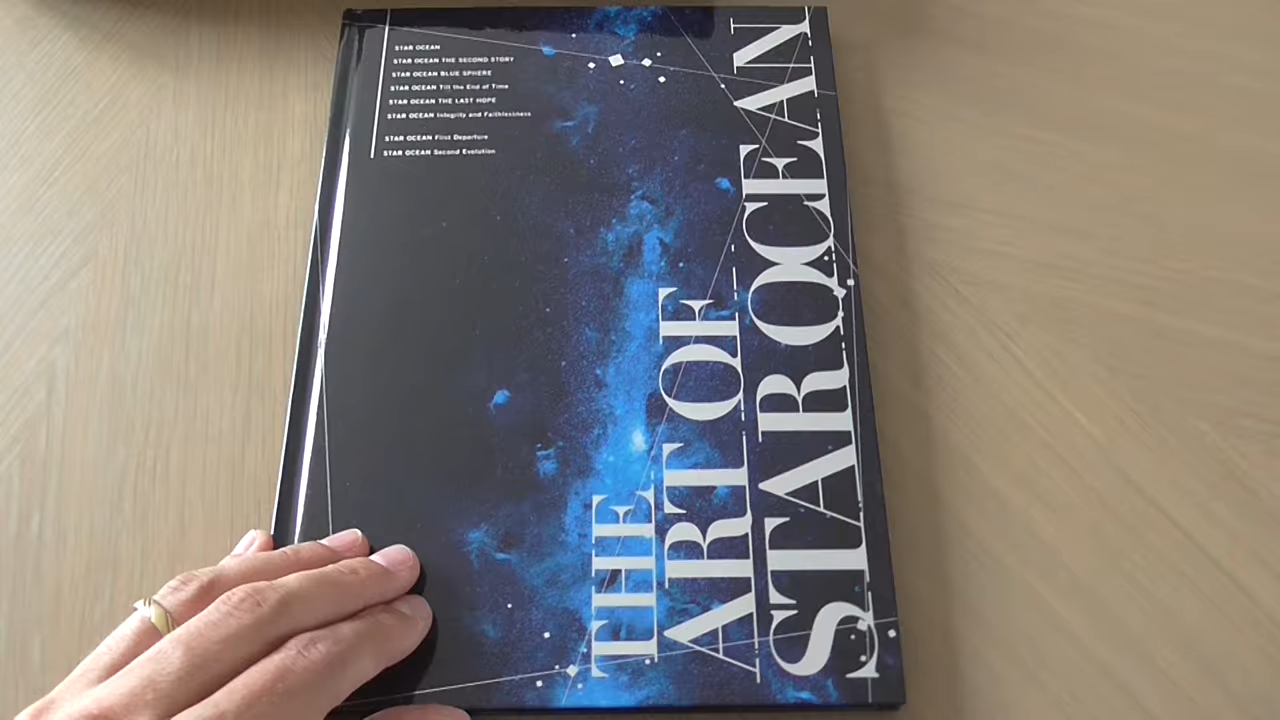 STAR OCEAN
STAR OCEAN THE SECOND STORY
STAR OCEAN BLUE SPHERE
STAR OCEAN Till the End of Time
STAR OCEAN THE LAST HOPE
STAR OCEAN Integrity and Faithlessness
STAR OCEAN First Departure
STAR OCEAN Second Evolution
THE
ART OF
STAR OCEAN